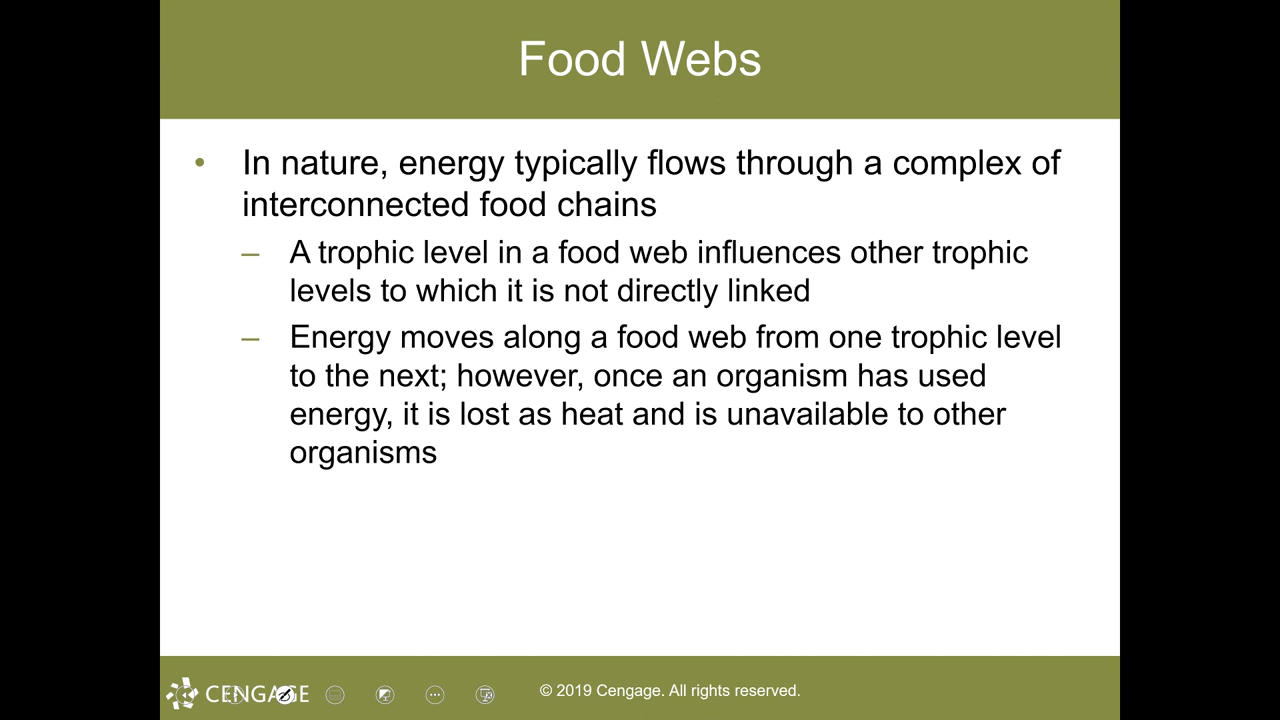 Food Webs
• In nature, energy typically flows through a complex of
interconnected food chains
– A trophic level in a food web influences other trophic
levels to which it is not directly linked
– Energy moves along a food web from one trophic level
to the next; however, once an organism has used
energy, it is lost as heat and is unavailable to other
organisms
CENGAGE
© 2019 Cengage. All rights reserved.